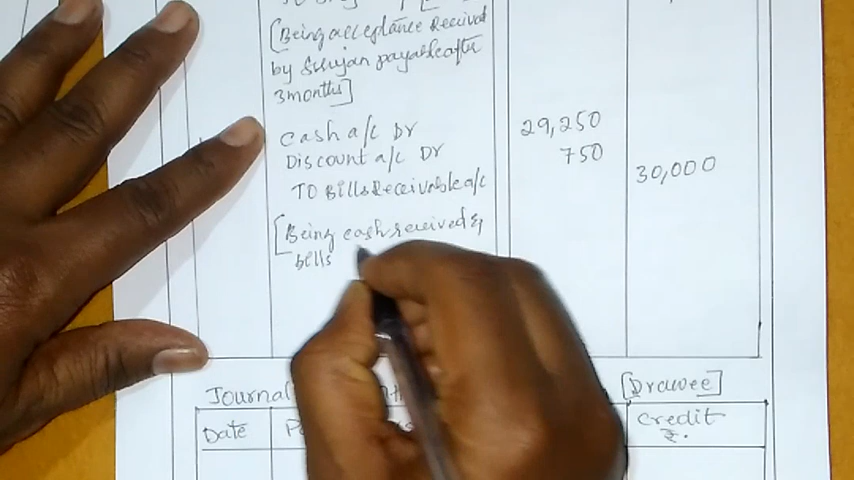 [Being acceptance Received
by Sujan payable after
3 months]
Cash a/c Dr 29,250
Discount a/c Dr 750
TO Bills Receivable a/c 30,000
[Being cash received &
bills
Journal [Drawee]
Date Credit
₹.